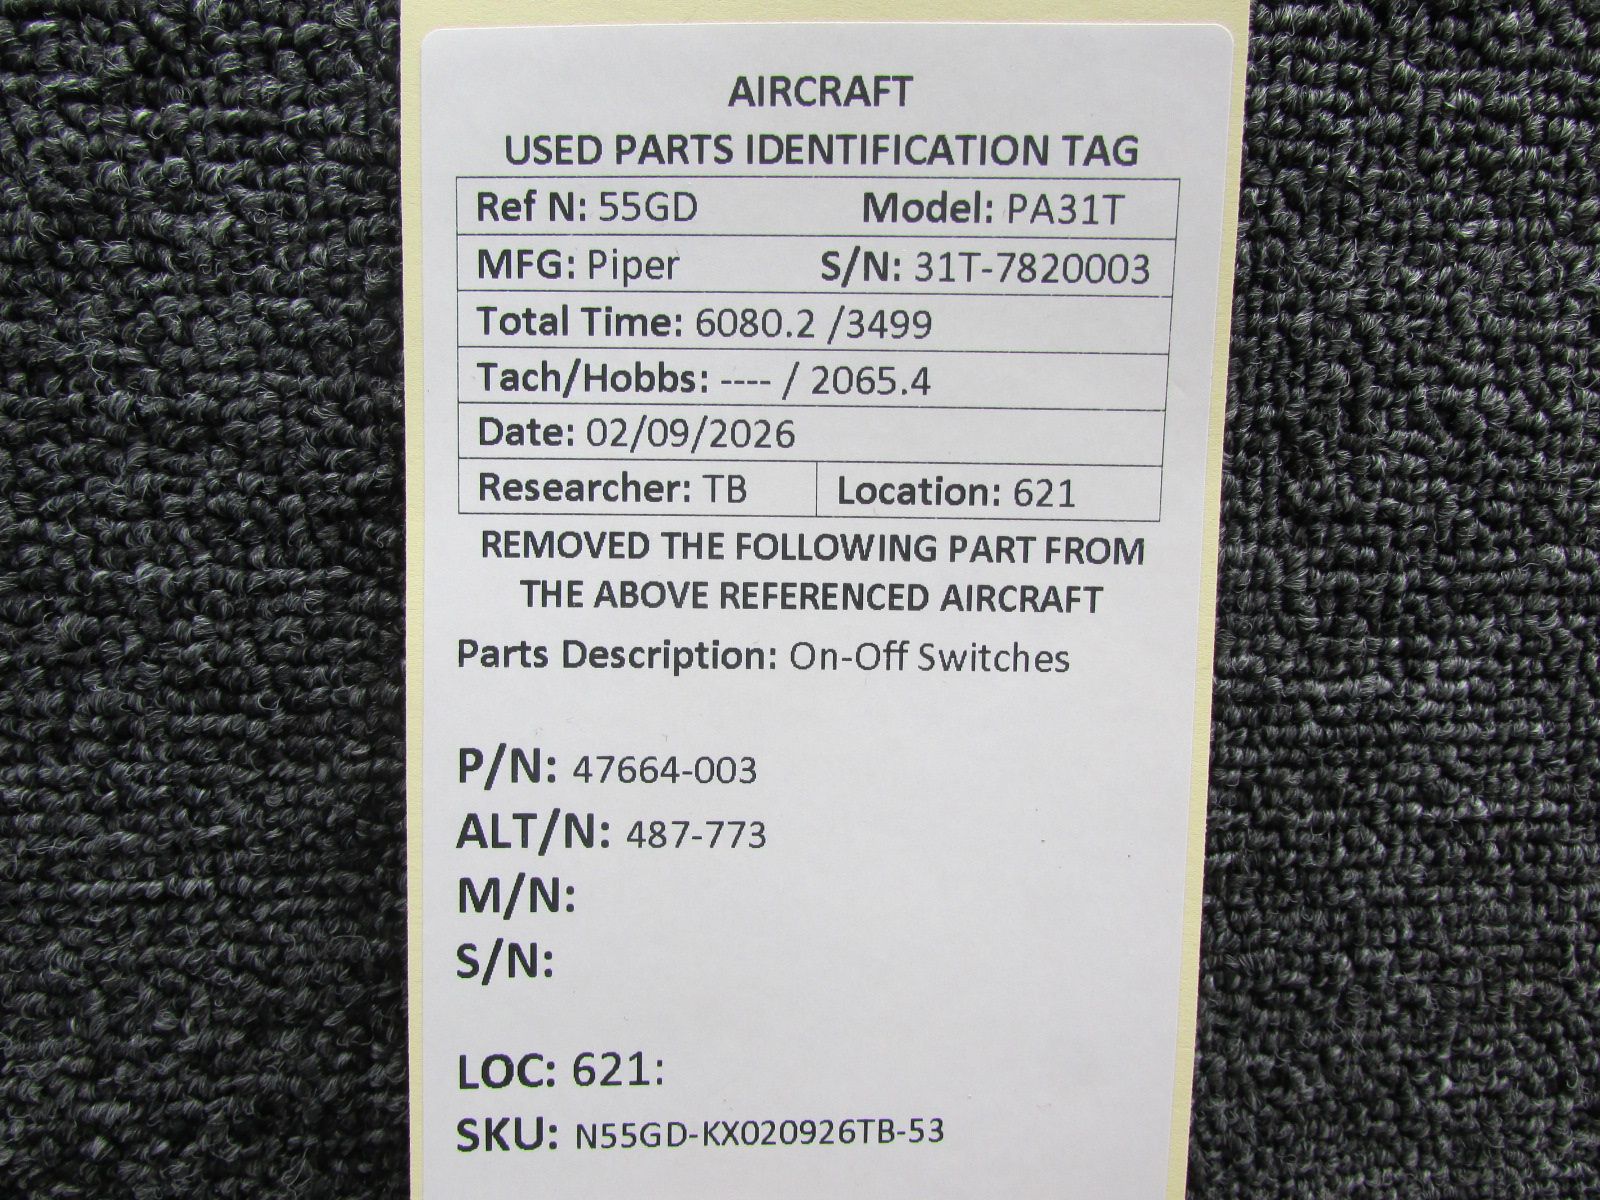 AIRCRAFT
USED PARTS IDENTIFICATION TAG
Ref N: 55GD Model: PA31T
MFG: Piper S/N: 31T-7820003
Total Time: 6080.2 /3499
Tach/Hobbs: ---- / 2065.4
Date: 02/09/2026
Researcher: TB Location: 621
REMOVED THE FOLLOWING PART FROM
THE ABOVE REFERENCED AIRCRAFT
Parts Description: On-Off Switches
P/N: 47664-003
ALT/N: 487-773
M/N:
S/N:
LOC: 621:
SKU: N55GD-KX020926TB-53